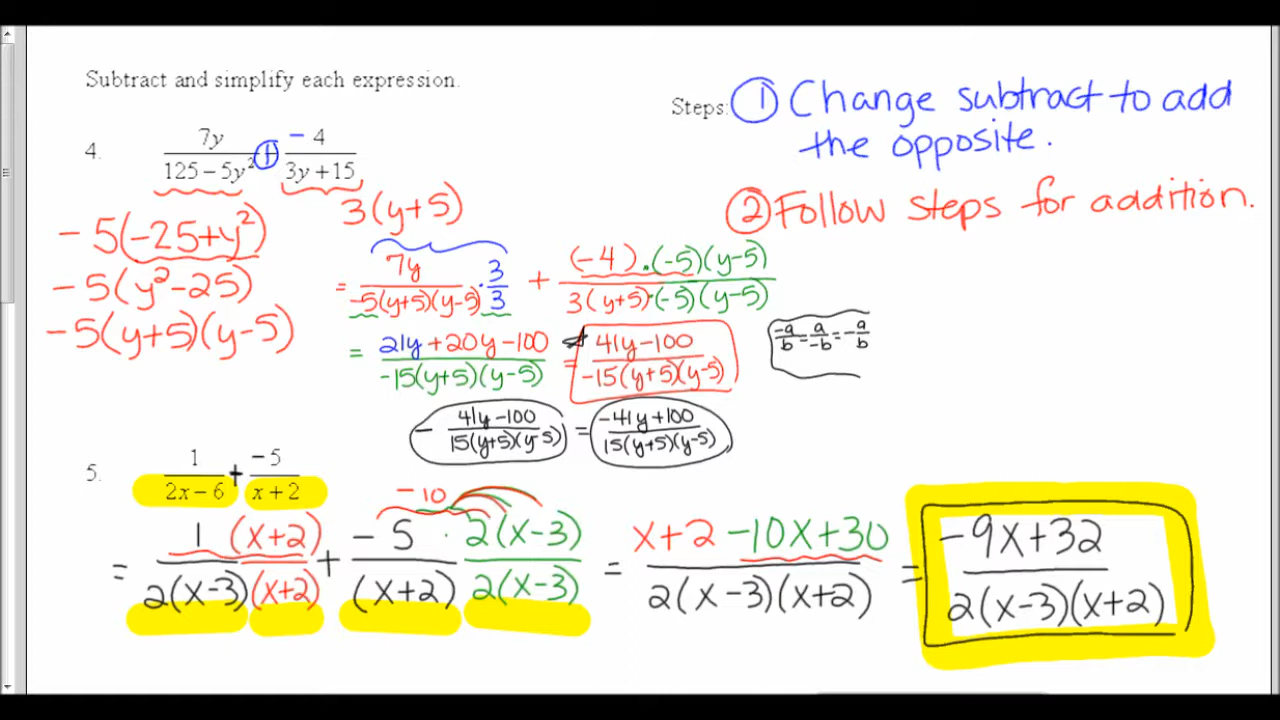 Subtract and simplify each expression.
Steps: ① Change subtract to add
the opposite.
② Follow steps for addition.
4. 7y/(125 – 5y²) + -4/(3y + 15)
-5(-25+y²)
3(y+5)
-5(y²-25)
-5(y+5)(y-5)
= 7y/(-5(y+5)(y-5)) · 3/3 + (-4)·(-5)(y-5)/(3(y+5)·(-5)(y-5))
= (21y+20y-100)/(-15(y+5)(y-5)) = (41y-100)/(-15(y+5)(y-5))
-a/b = a/-b = -a/b
- (41y-100)/(15(y+5)(y-5)) = (-41y+100)/(15(y+5)(y-5))
5. 1/(2x – 6) + -5/(x + 2)
-10
= 1(x+2)/(2(x-3)(x+2)) + -5 · 2(x-3)/((x+2) 2(x-3)) = (x+2-10x+30)/(2(x-3)(x+2)) = (-9x+32)/(2(x-3)(x+2))